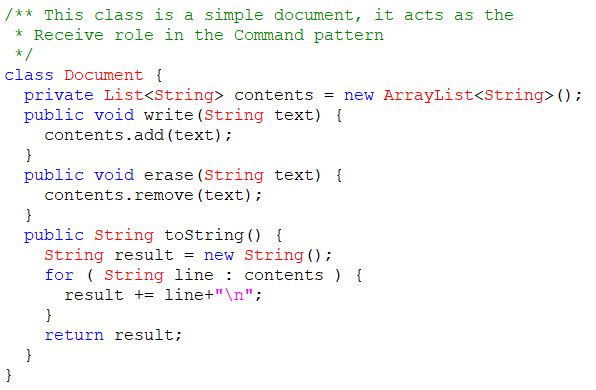 /** This class is a simple document, it acts as the
 * Receive role in the Command pattern
 */
class Document {
  private List<String> contents = new ArrayList<String>();
  public void write(String text) {
    contents.add(text);
  }
  public void erase(String text) {
    contents.remove(text);
  }
  public String toString() {
    String result = new String();
    for ( String line : contents ) {
      result += line+"\n";
    }
    return result;
  }
}